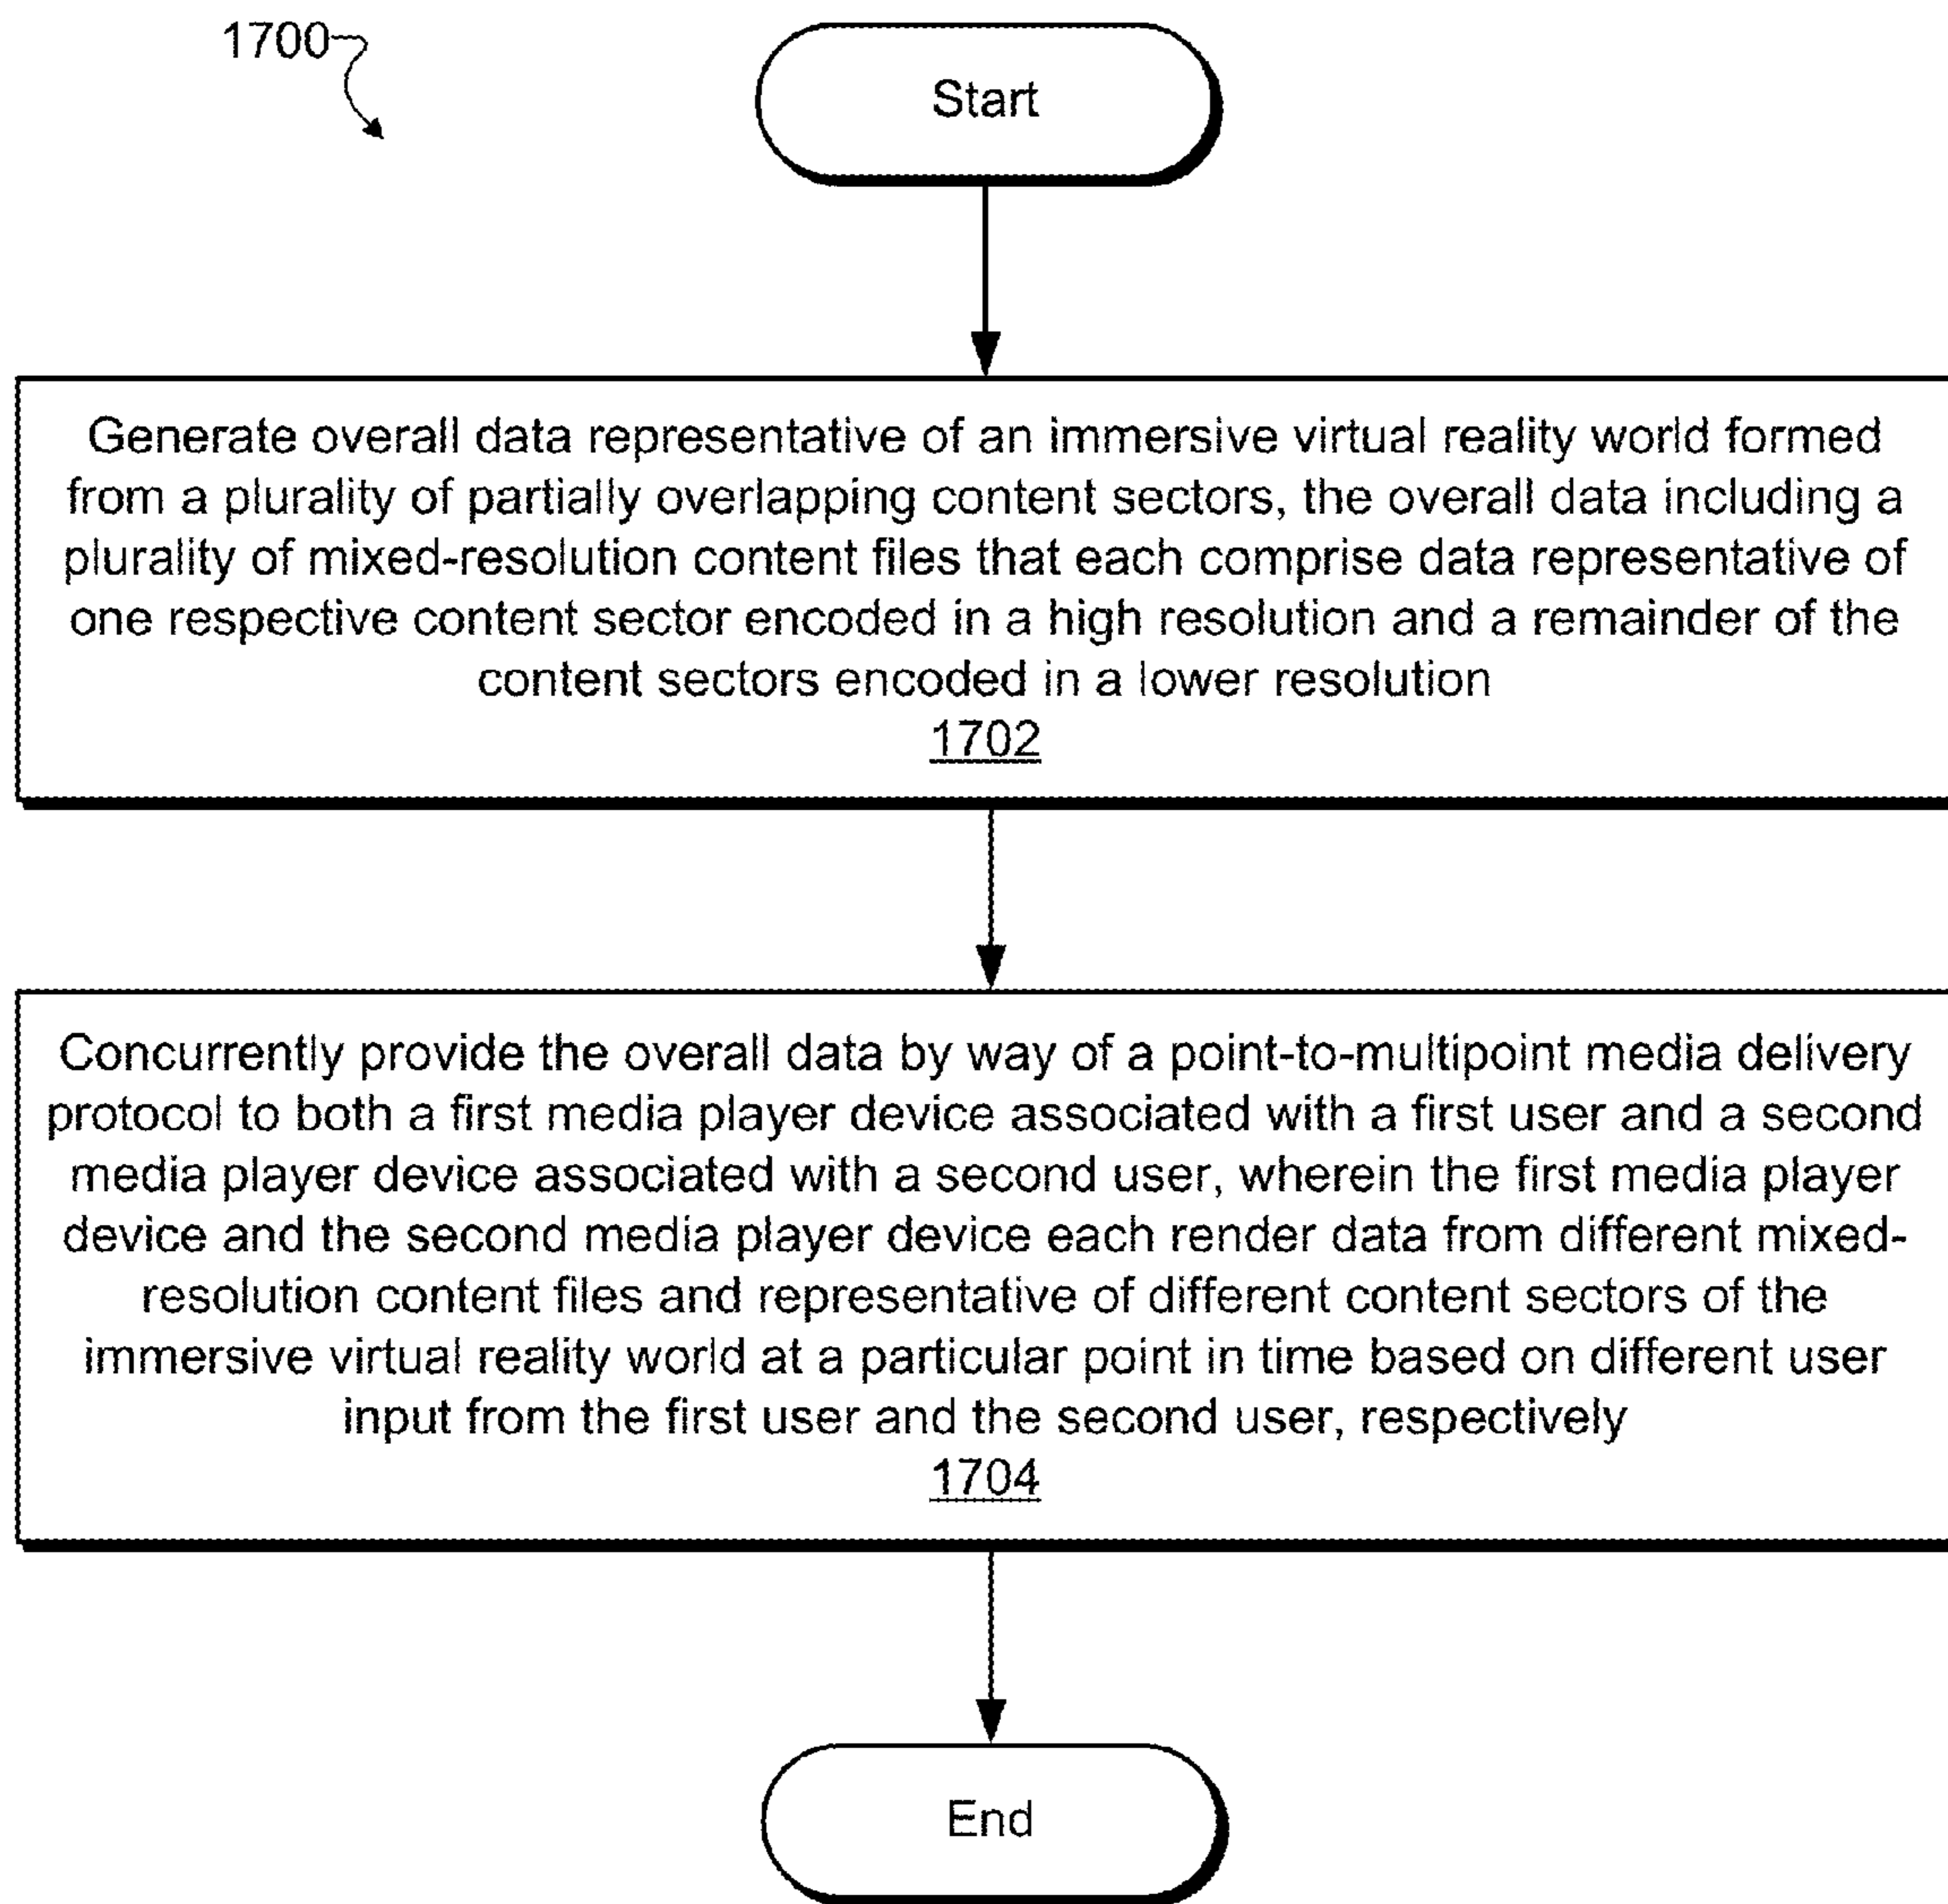 1700
Start
Generate overall data representative of an immersive virtual reality world formed
from a plurality of partially overlapping content sectors, the overall data including a
plurality of mixed-resolution content files that each comprise data representative of
one respective content sector encoded in a high resolution and a remainder of the
content sectors encoded in a lower resolution
1702
Concurrently provide the overall data by way of a point-to-multipoint media delivery
protocol to both a first media player device associated with a first user and a second
media player device associated with a second user, wherein the first media player
device and the second media player device each render data from different mixed-
resolution content files and representative of different content sectors of the
immersive virtual reality world at a particular point in time based on different user
input from the first user and the second user, respectively
1704
End